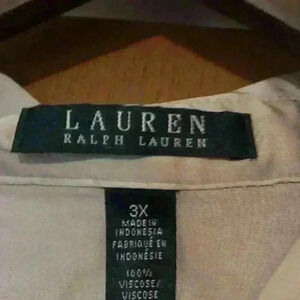 LAUREN
RALPH LAUREN
3X
MADE IN
INDONESIA
FABRIQUÉ EN
INDONÉSIE
100%
VISCOSE/
VISCOSE